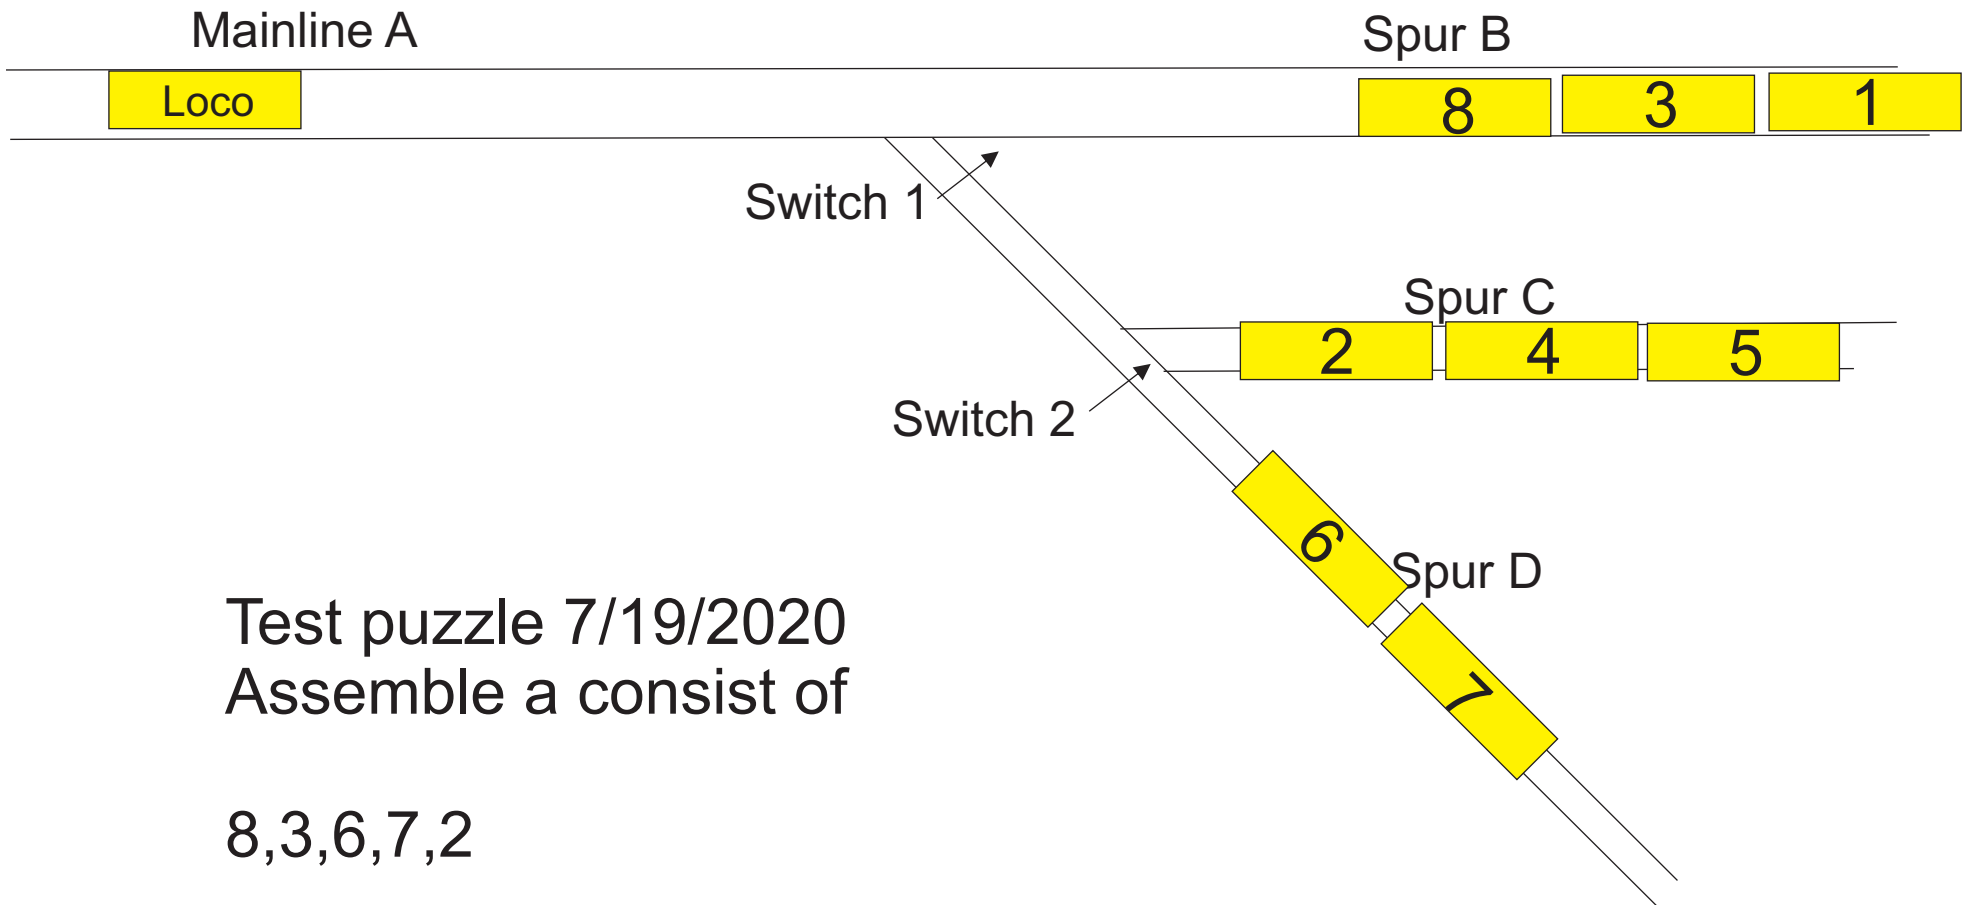 Mainline A
Spur B
Loco
8
3
1
Switch 1
Spur C
2
4
5
Switch 2
6
Spur D
7
Test puzzle 7/19/2020
Assemble a consist of
8,3,6,7,2